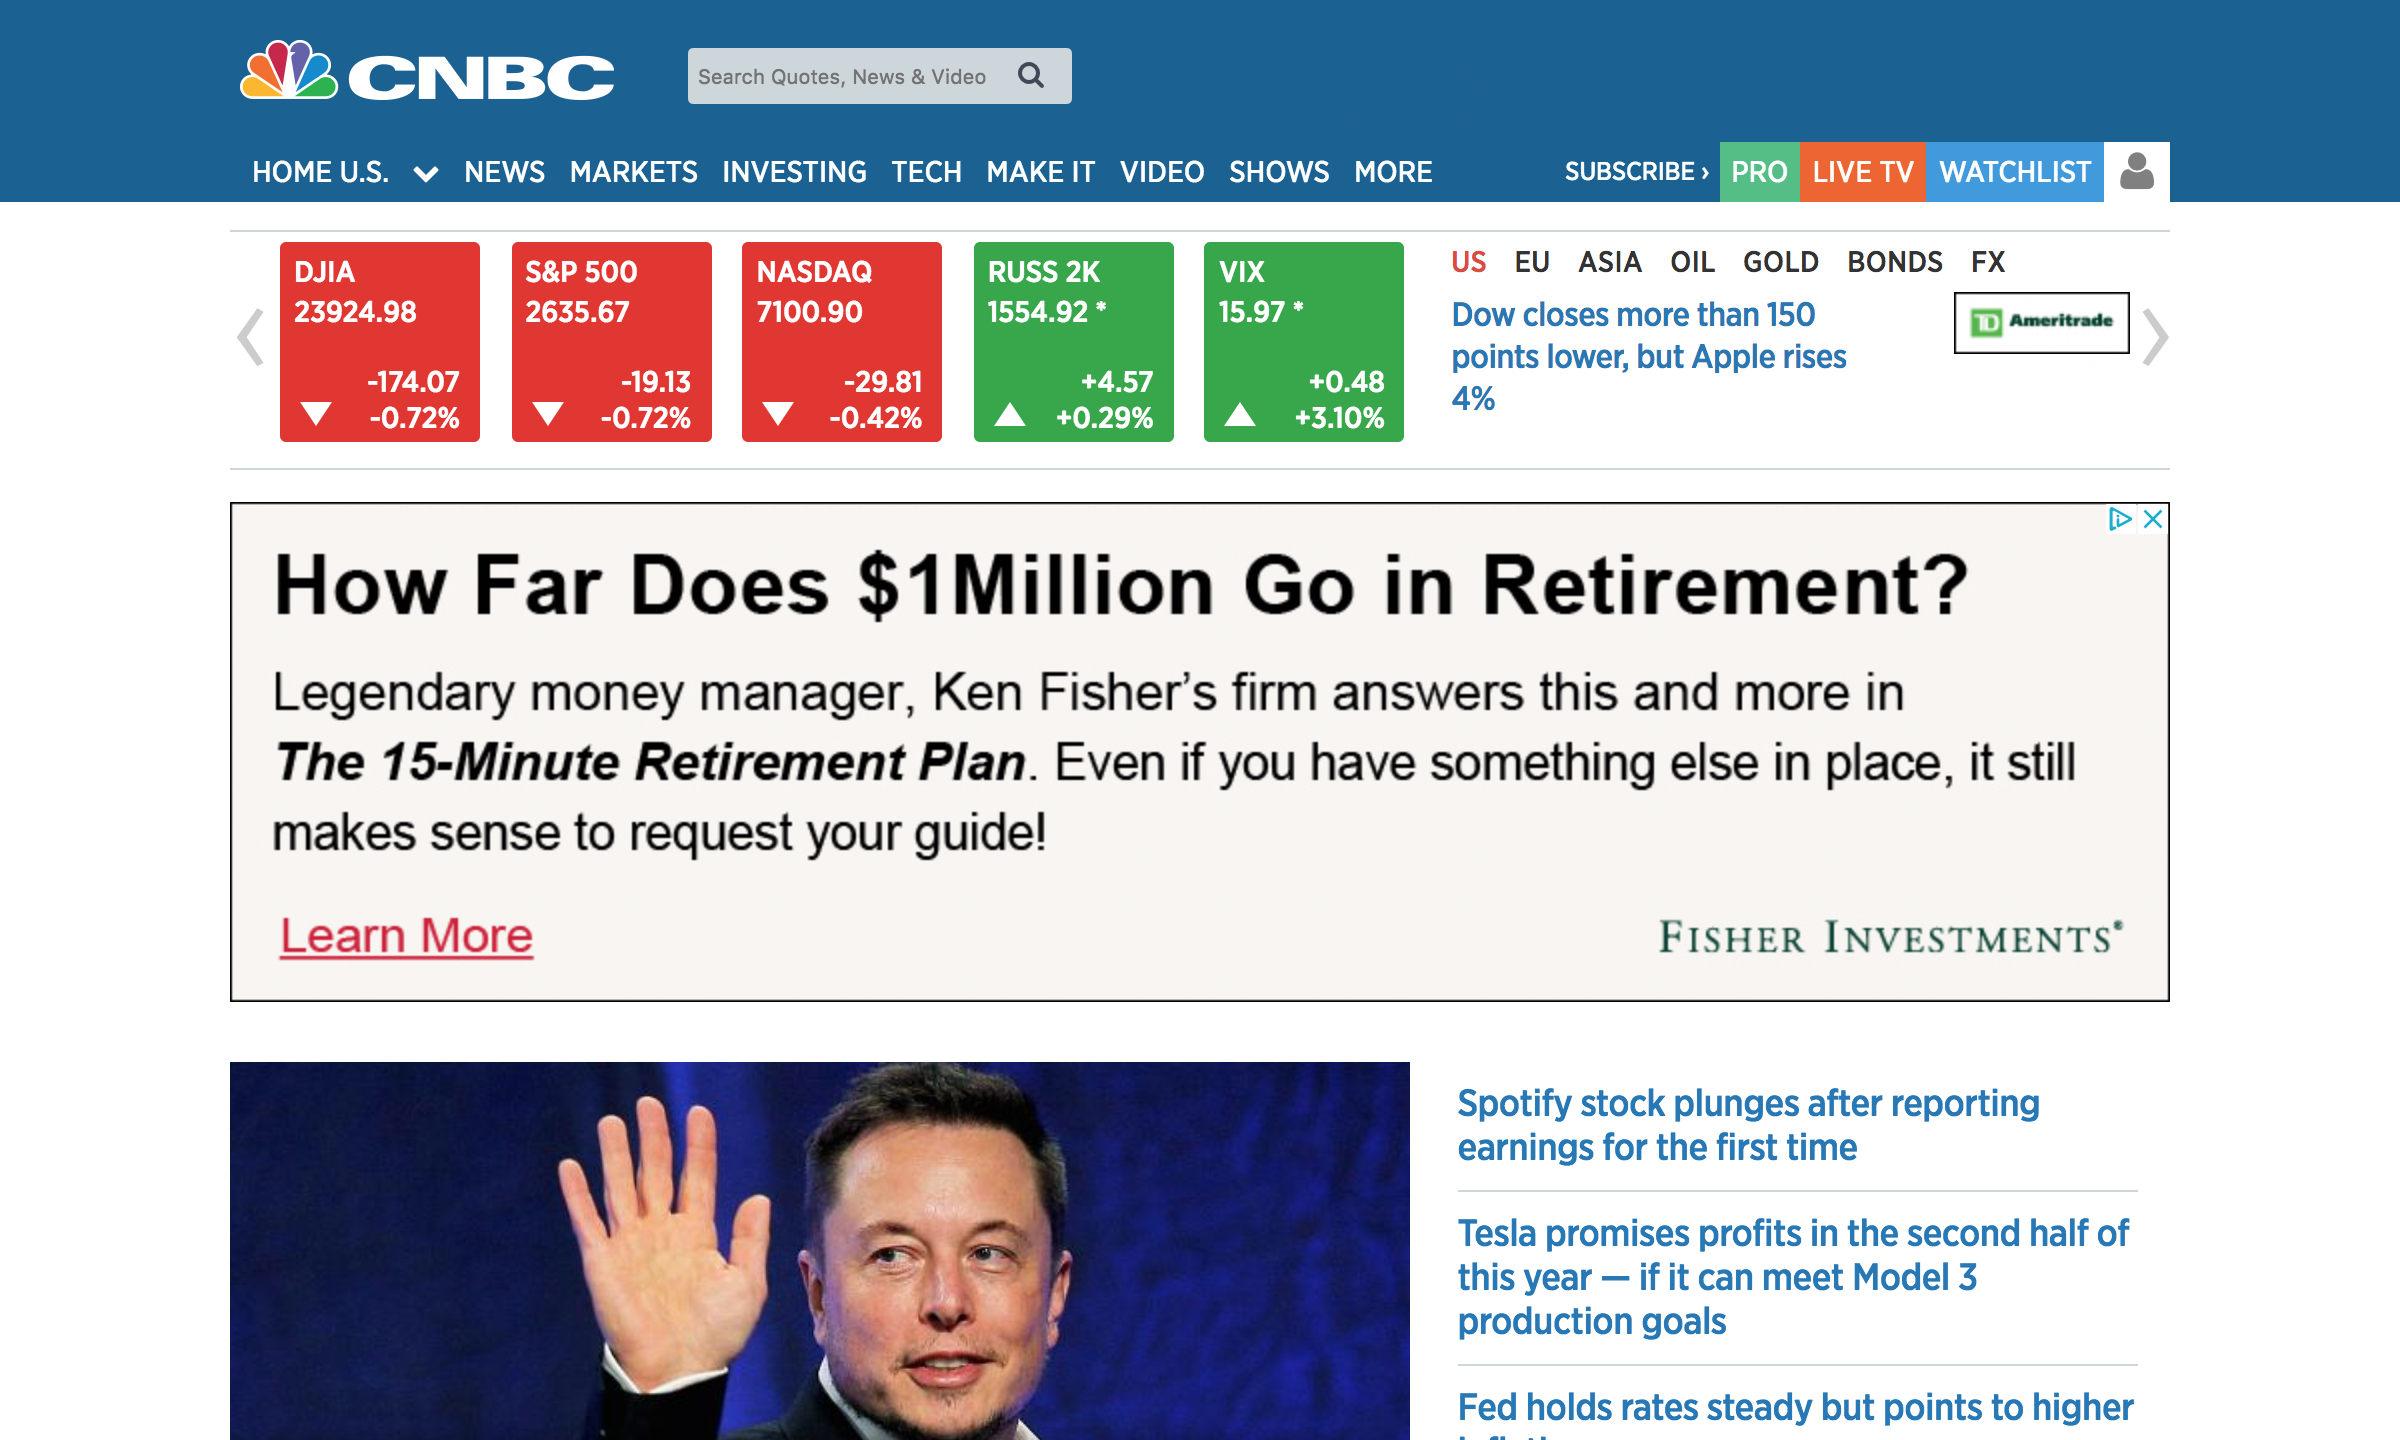 CNBC
Search Quotes, News & Video
HOME U.S. NEWS MARKETS INVESTING TECH MAKE IT VIDEO SHOWS MORE SUBSCRIBE › PRO LIVE TV WATCHLIST
DJIA
23924.98
-174.07
-0.72%
S&P 500
2635.67
-19.13
-0.72%
NASDAQ
7100.90
-29.81
-0.42%
RUSS 2K
1554.92 *
+4.57
+0.29%
VIX
15.97 *
+0.48
+3.10%
US EU ASIA OIL GOLD BONDS FX
Dow closes more than 150
points lower, but Apple rises
4%
TD Ameritrade
How Far Does $1Million Go in Retirement?
Legendary money manager, Ken Fisher’s firm answers this and more in
The 15-Minute Retirement Plan. Even if you have something else in place, it still
makes sense to request your guide!
Learn More
FISHER INVESTMENTS®
Spotify stock plunges after reporting
earnings for the first time
Tesla promises profits in the second half of
this year — if it can meet Model 3
production goals
Fed holds rates steady but points to higher